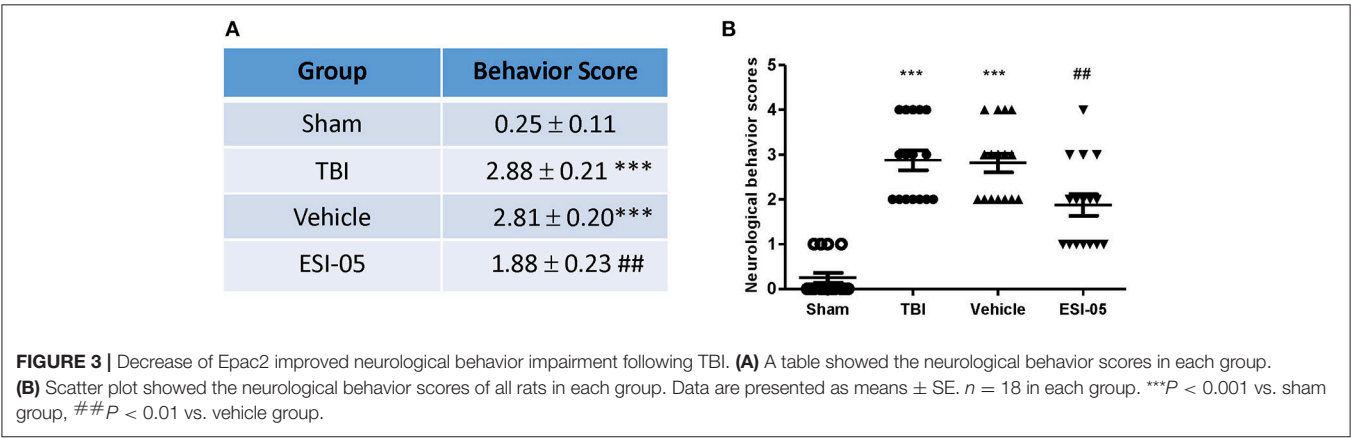 A
Group Behavior Score
Sham 0.25 ± 0.11
TBI 2.88 ± 0.21 ***
Vehicle 2.81 ± 0.20***
ESI-05 1.88 ± 0.23 ##
B
Neurological behavior scores
5
4
3
2
1
0
*** *** ##
Sham TBI Vehicle ESI-05
FIGURE 3 | Decrease of Epac2 improved neurological behavior impairment following TBI. (A) A table showed the neurological behavior scores in each group.
(B) Scatter plot showed the neurological behavior scores of all rats in each group. Data are presented as means ± SE. n = 18 in each group. ***P < 0.001 vs. sham
group, ##P < 0.01 vs. vehicle group.